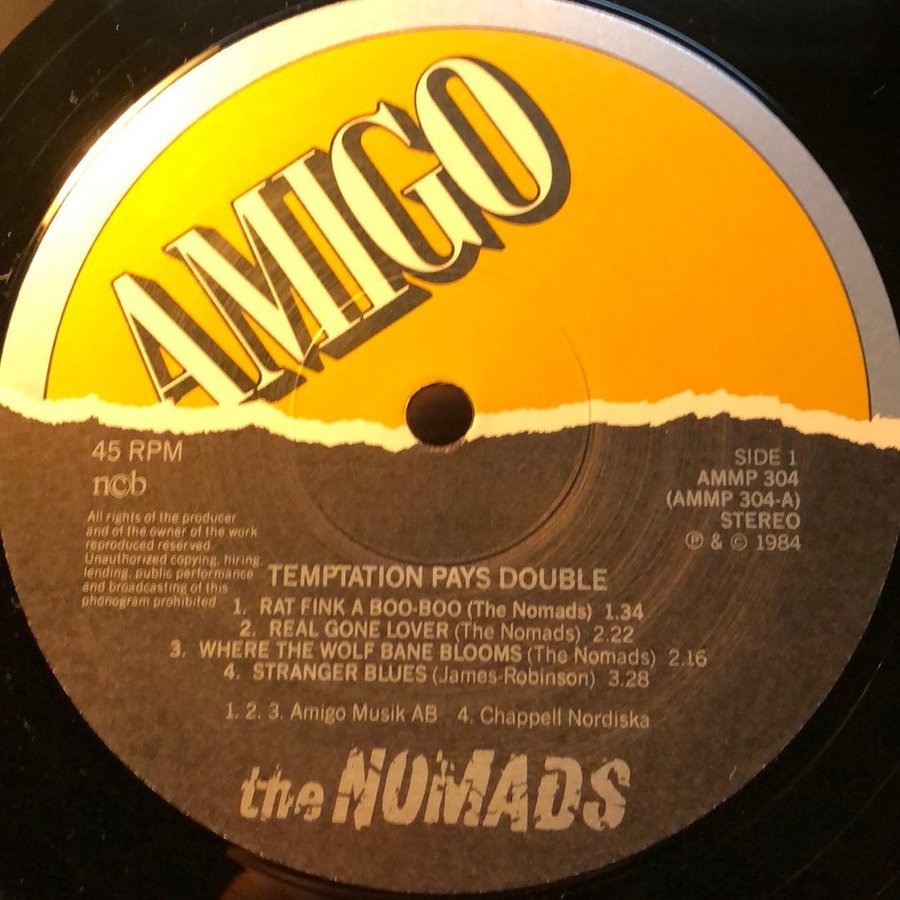 AMIGO
45 RPM
n©b
All rights of the producer
and of the owner of the work
reproduced reserved.
Unauthorized copying, hiring,
lending, public performance
and broadcasting of this
phonogram prohibited
SIDE 1
AMMP 304
(AMMP 304-A)
STEREO
℗ & © 1984
TEMPTATION PAYS DOUBLE
1. RAT FINK A BOO-BOO (The Nomads) 1.34
2. REAL GONE LOVER (The Nomads) 2.22
3. WHERE THE WOLF BANE BLOOMS (The Nomads) 2.16
4. STRANGER BLUES (James-Robinson) 3.28
1. 2. 3. Amigo Musik AB 4. Chappell Nordiska
the NOMADS